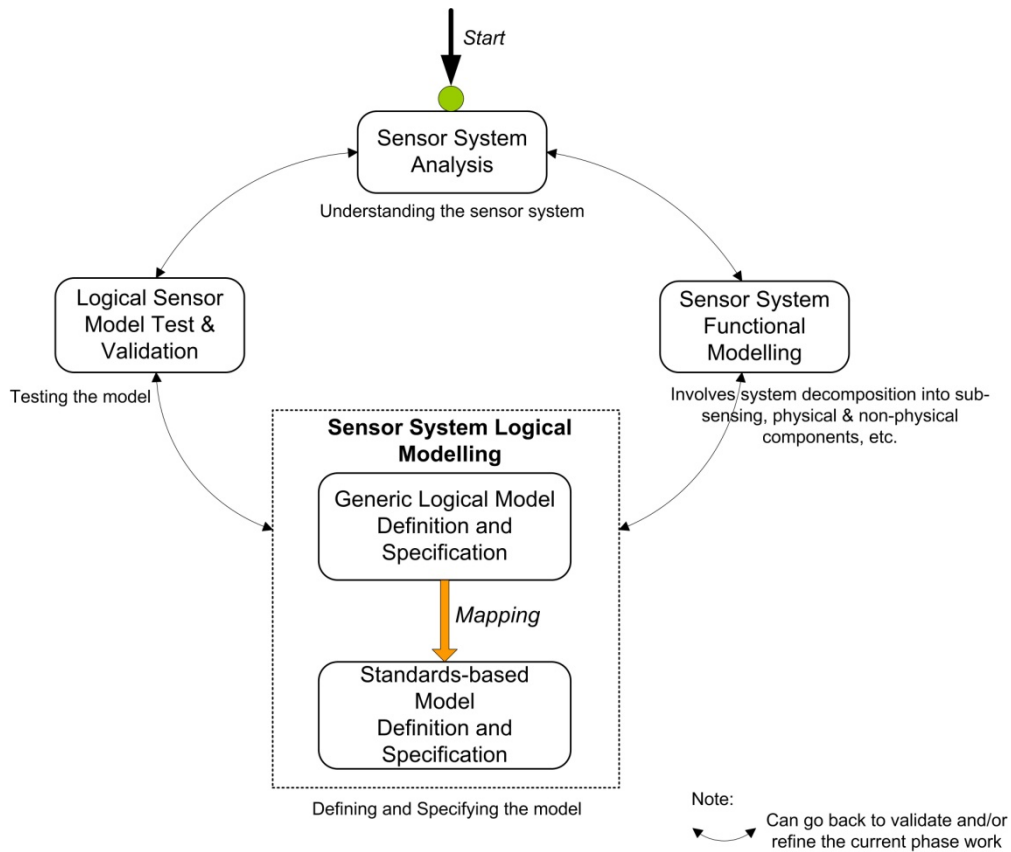 Start
Sensor System
Analysis
Understanding the sensor system
Logical Sensor
Model Test &
Validation
Testing the model
Sensor System
Functional
Modelling
Involves system decomposition into sub-
sensing, physical & non-physical
components, etc.
Sensor System Logical
Modelling
Generic Logical Model
Definition and
Specification
Mapping
Standards-based
Model
Definition and
Specification
Defining and Specifying the model
Note:
Can go back to validate and/or
refine the current phase work